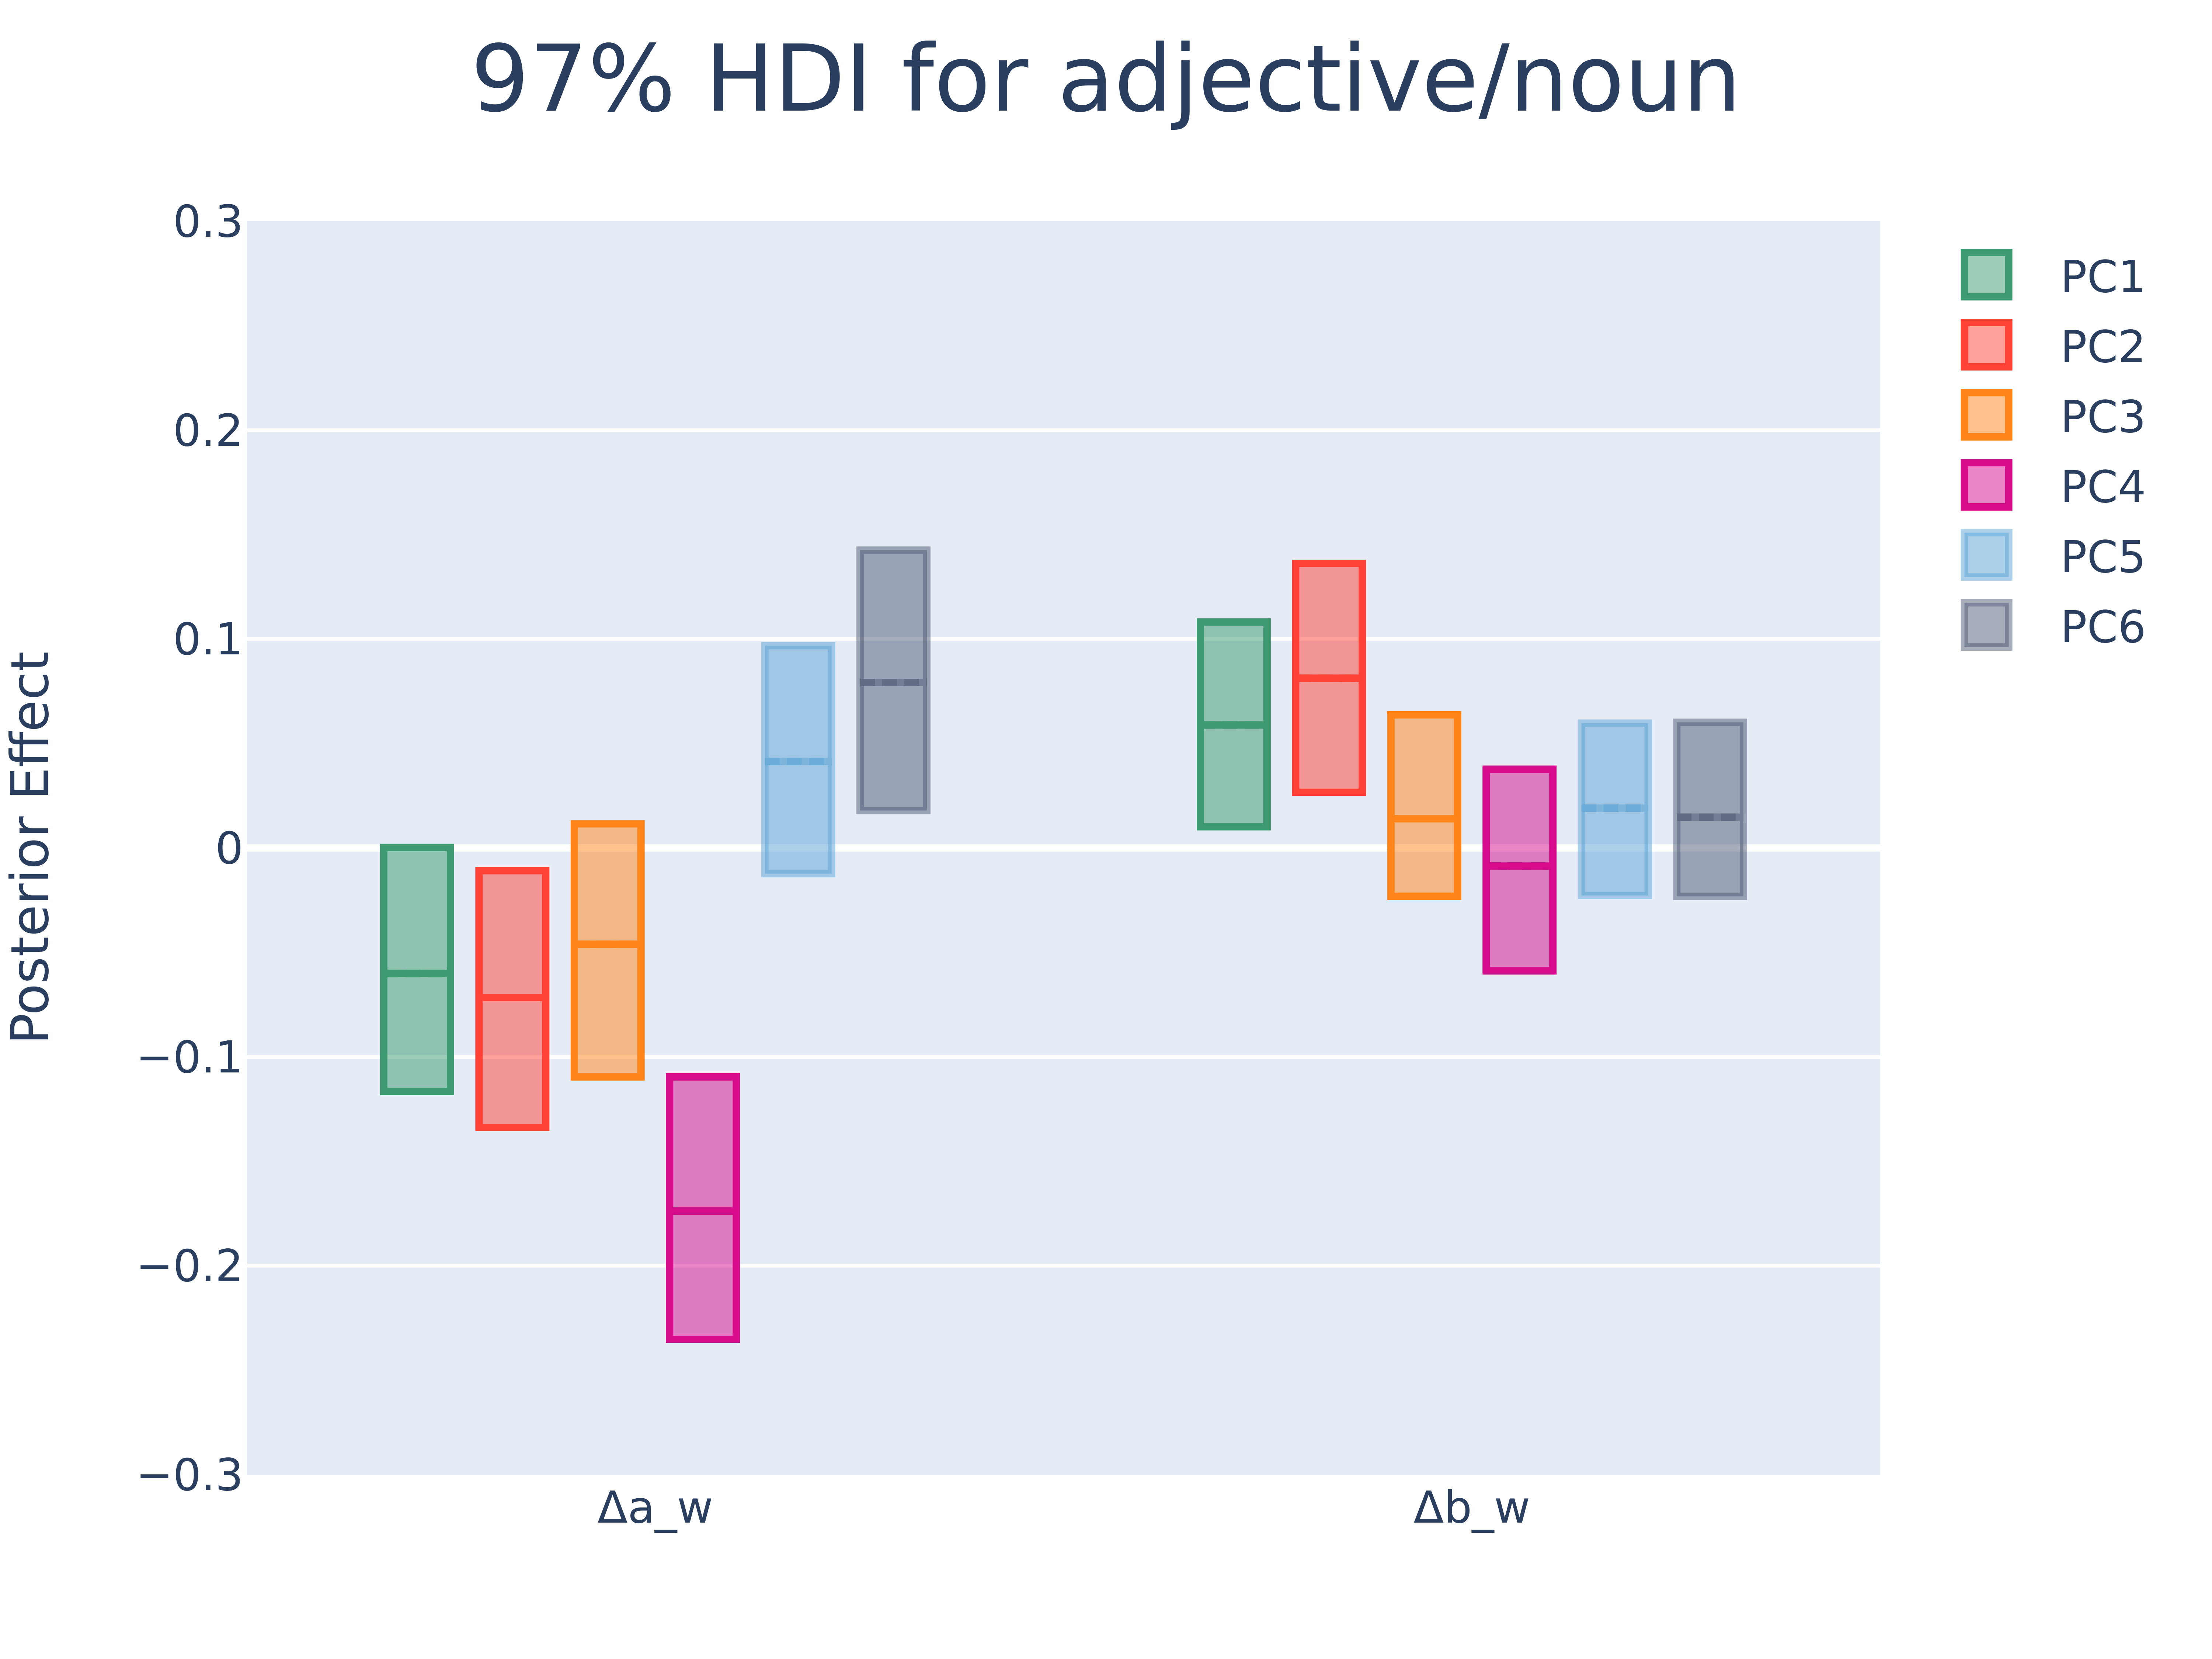 97% HDI for adjective/noun
0.3
0.2
0.1
0
−0.1
−0.2
−0.3
Posterior Effect
Δa_w
Δb_w
PC1
PC2
PC3
PC4
PC5
PC6